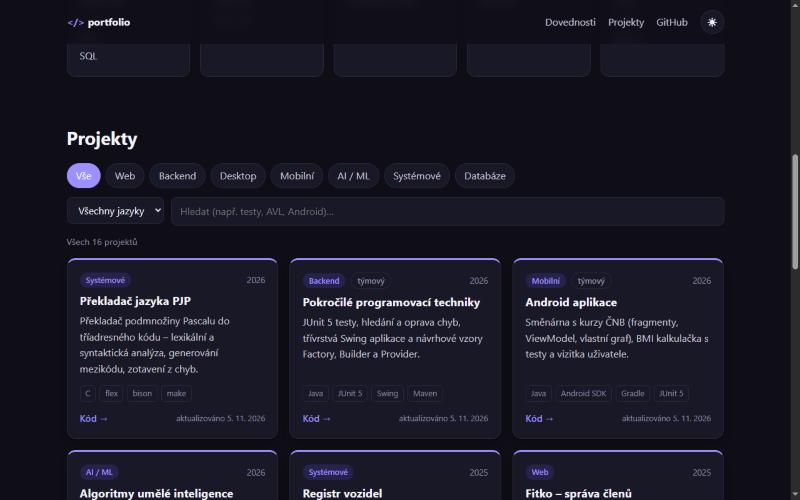 </> portfolio
Dovednosti Projekty GitHub
SQL
Projekty
Vše Web Backend Desktop Mobilní AI / ML Systémové Databáze
Všechny jazyky Hledat (např. testy, AVL, Android)...
Všech 16 projektů
Systémové 2026
Překladač jazyka PJP
Překladač podmnožiny Pascalu do
tříadresného kódu – lexikální a
syntaktická analýza, generování
mezikódu, zotavení z chyb.
C flex bison make
Kód → aktualizováno 5. 11. 2026
Backend týmový 2026
Pokročilé programovací techniky
JUnit 5 testy, hledání a oprava chyb,
třívrstvá Swing aplikace a návrhové vzory
Factory, Builder a Provider.
Java JUnit 5 Swing Maven
Kód → aktualizováno 5. 11. 2026
Mobilní týmový 2026
Android aplikace
Směnárna s kurzy ČNB (fragmenty,
ViewModel, vlastní graf), BMI kalkulačka s
testy a vizitka uživatele.
Java Android SDK Gradle JUnit 5
Kód → aktualizováno 5. 11. 2026
AI / ML 2026
Algoritmy umělé inteligence
Systémové 2025
Registr vozidel
Web 2025
Fitko – správa členů